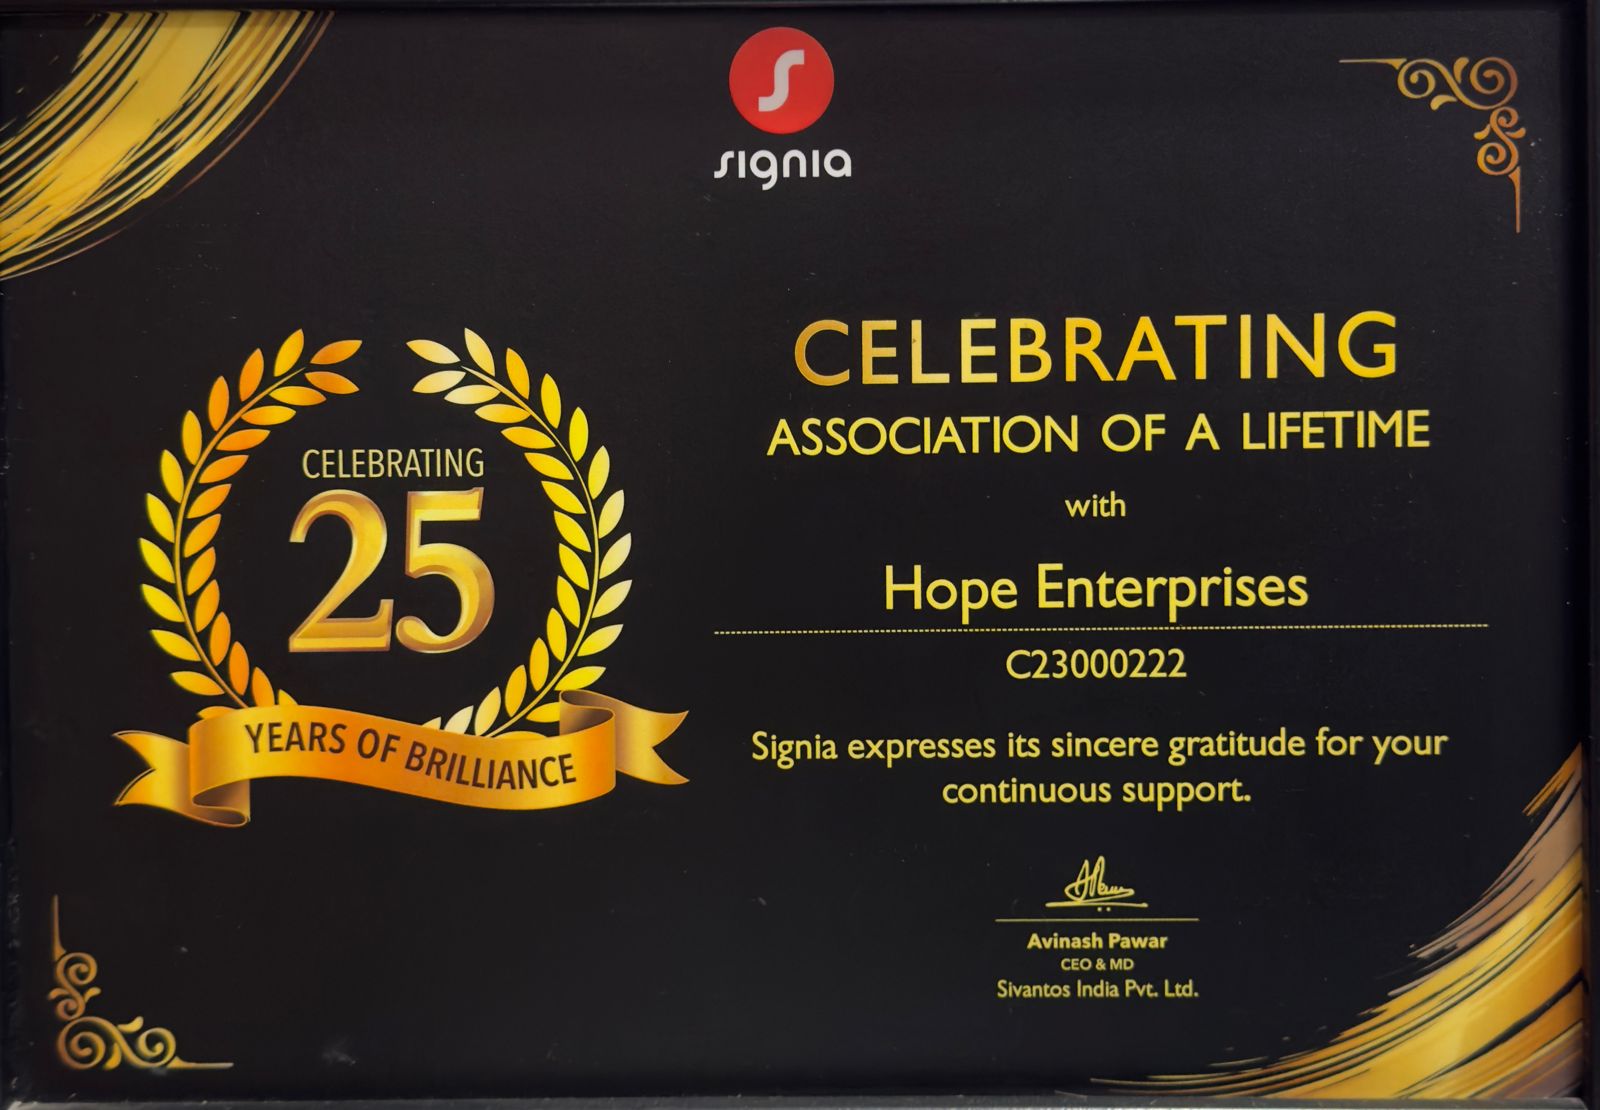 signia
CELEBRATING
25
YEARS OF BRILLIANCE
CELEBRATING
ASSOCIATION OF A LIFETIME
with
Hope Enterprises
C23000222
Signia expresses its sincere gratitude for your
continuous support.
Avinash Pawar
CEO & MD
Sivantos India Pvt. Ltd.